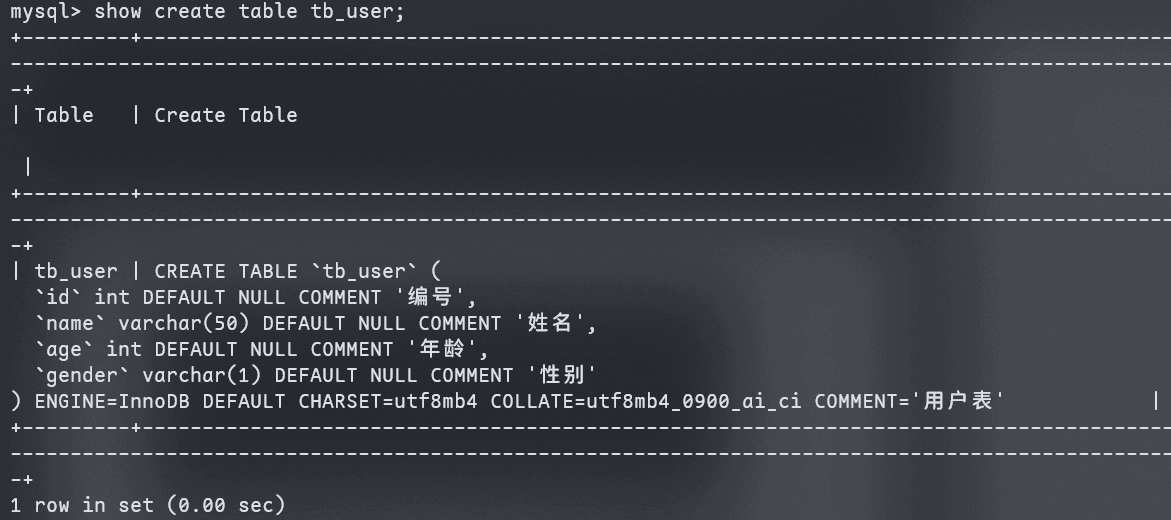 mysql> show create table tb_user;
+---------+--------------------------------------------------------------------------------------
-------------------------------------------------------------------------------------------------
-+
| Table   | Create Table
 |
+---------+--------------------------------------------------------------------------------------
-------------------------------------------------------------------------------------------------
-+
| tb_user | CREATE TABLE `tb_user` (
  `id` int DEFAULT NULL COMMENT '编号',
  `name` varchar(50) DEFAULT NULL COMMENT '姓名',
  `age` int DEFAULT NULL COMMENT '年龄',
  `gender` varchar(1) DEFAULT NULL COMMENT '性别'
) ENGINE=InnoDB DEFAULT CHARSET=utf8mb4 COLLATE=utf8mb4_0900_ai_ci COMMENT='用户表'            |
+---------+--------------------------------------------------------------------------------------
-------------------------------------------------------------------------------------------------
-+
1 row in set (0.00 sec)